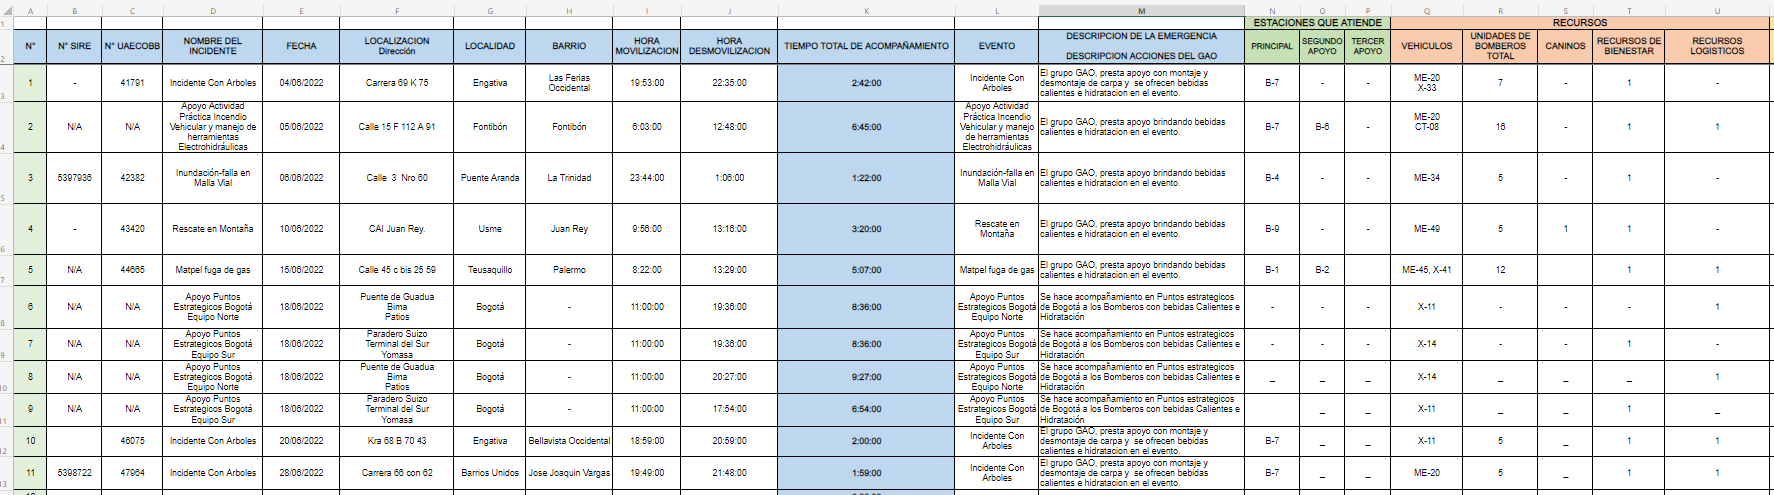 A B C D E F G H I J K L M N O P Q R S T U
1 ESTACIONES QUE ATIENDE RECURSOS
2 N° N° SIRE N° UAECOBB NOMBRE DEL INCIDENTE FECHA LOCALIZACION Dirección LOCALIDAD BARRIO HORA MOVILIZACION HORA DESMOVILIZACION TIEMPO TOTAL DE ACOMPAÑAMIENTO EVENTO DESCRIPCION DE LA EMERGENCIA DESCRIPCION ACCIONES DEL GAO PRINCIPAL SEGUNDO APOYO TERCER APOYO VEHICULOS UNIDADES DE BOMBEROS TOTAL CANINOS RECURSOS DE BIENESTAR RECURSOS LOGISTICOS
3 1 - 41791 Incidente Con Arboles 04/06/2022 Carrera 69 K 75 Engativa Las Ferias Occidental 19:53:00 22:35:00 2:42:00 Incidente Con Arboles El grupo GAO, presta apoyo con montaje y desmontaje de carpa y se ofrecen bebidas calientes e hidratacion en el evento. B-7 - - ME-20 X-33 7 - 1 -
4 2 N/A N/A Apoyo Actividad Práctica Incendio Vehicular y manejo de herramientas Electrohidráulicas 05/06/2022 Calle 15 F 112 A 91 Fontibón Fontibón 6:03:00 12:48:00 6:45:00 Apoyo Actividad Práctica Incendio Vehicular y manejo de herramientas Electrohidráulicas El grupo GAO, presta apoyo brindando bebidas calientes e hidratacion en el evento. B-7 B-6 - ME-20 CT-08 16 - 1 1
5 3 5397936 42382 Inundación-falla en Malla Vial 06/06/2022 Calle 3 Nro 60 Puente Aranda La Trinidad 23:44:00 1:06:00 1:22:00 Inundación-falla en Malla Vial El grupo GAO, presta apoyo brindando bebidas calientes e hidratacion en el evento. B-4 - - ME-34 5 - 1 -
6 4 - 43420 Rescate en Montaña 10/06/2022 CAI Juan Rey. Usme Juan Rey 9:56:00 13:16:00 3:20:00 Rescate en Montaña El grupo GAO, presta apoyo brindando bebidas calientes e hidratacion en el evento. B-9 - - ME-49 5 1 1 -
7 5 N/A 44665 Matpel fuga de gas 15/06/2022 Calle 45 c bis 25 59 Teusaquillo Palermo 8:22:00 13:29:00 5:07:00 Matpel fuga de gas El grupo GAO, presta apoyo brindando bebidas calientes e hidratacion en el evento. B-1 B-2 ME-45, X-41 12 1 1
8 6 N/A N/A Apoyo Puntos Estrategicos Bogotá Equipo Norte 18/06/2022 Puente de Guadua Bima Patios Bogotá - 11:00:00 19:36:00 8:36:00 Apoyo Puntos Estrategicos Bogotá Equipo Norte Se hace acompañamiento en Puntos estrategicos de Bogotá a los Bomberos con bebidas Calientes e Hidratación - - - X-11 - - - 1
9 7 N/A N/A Apoyo Puntos Estrategicos Bogotá Equipo Sur 18/06/2022 Paradero Suizo Terminal del Sur Yomasa Bogotá - 11:00:00 19:36:00 8:36:00 Apoyo Puntos Estrategicos Bogotá Equipo Sur Se hace acompañamiento en Puntos estrategicos de Bogotá a los Bomberos con bebidas Calientes e Hidratación - - - X-14 - - 1 -
10 8 N/A N/A Apoyo Puntos Estrategicos Bogotá Equipo Norte 18/06/2022 Puente de Guadua Bima Patios Bogotá - 11:00:00 20:27:00 9:27:00 Apoyo Puntos Estrategicos Bogotá Equipo Norte Se hace acompañamiento en Puntos estrategicos de Bogotá a los Bomberos con bebidas Calientes e Hidratación _ _ _ X-14 _ _ _ 1
11 9 N/A N/A Apoyo Puntos Estrategicos Bogotá Equipo Sur 18/06/2022 Paradero Suizo Terminal del Sur Yomasa Bogotá - 11:00:00 17:54:00 6:54:00 Apoyo Puntos Estrategicos Bogotá Equipo Sur Se hace acompañamiento en Puntos estrategicos de Bogotá a los Bomberos con bebidas Calientes e Hidratación - _ _ X-11 - _ 1 _
12 10 46075 Incidente Con Arboles 20/06/2022 Kra 68 B 70 43 Engativa Bellavista Occidental 18:59:00 20:59:00 2:00:00 Incidente Con Arboles El grupo GAO, presta apoyo con montaje y desmontaje de carpa y se ofrecen bebidas calientes e hidratacion en el evento. B-7 _ _ X-11 5 _ 1 1
13 11 5398722 47964 Incidente Con Arboles 28/06/2022 Carrera 66 con 62 Barrios Unidos Jose Joaquin Vargas 19:49:00 21:48:00 1:59:00 Incidente Con Arboles El grupo GAO, presta apoyo con montaje y desmontaje de carpa y se ofrecen bebidas calientes e hidratacion en el evento. B-7 _ _ ME-20 5 _ 1 1